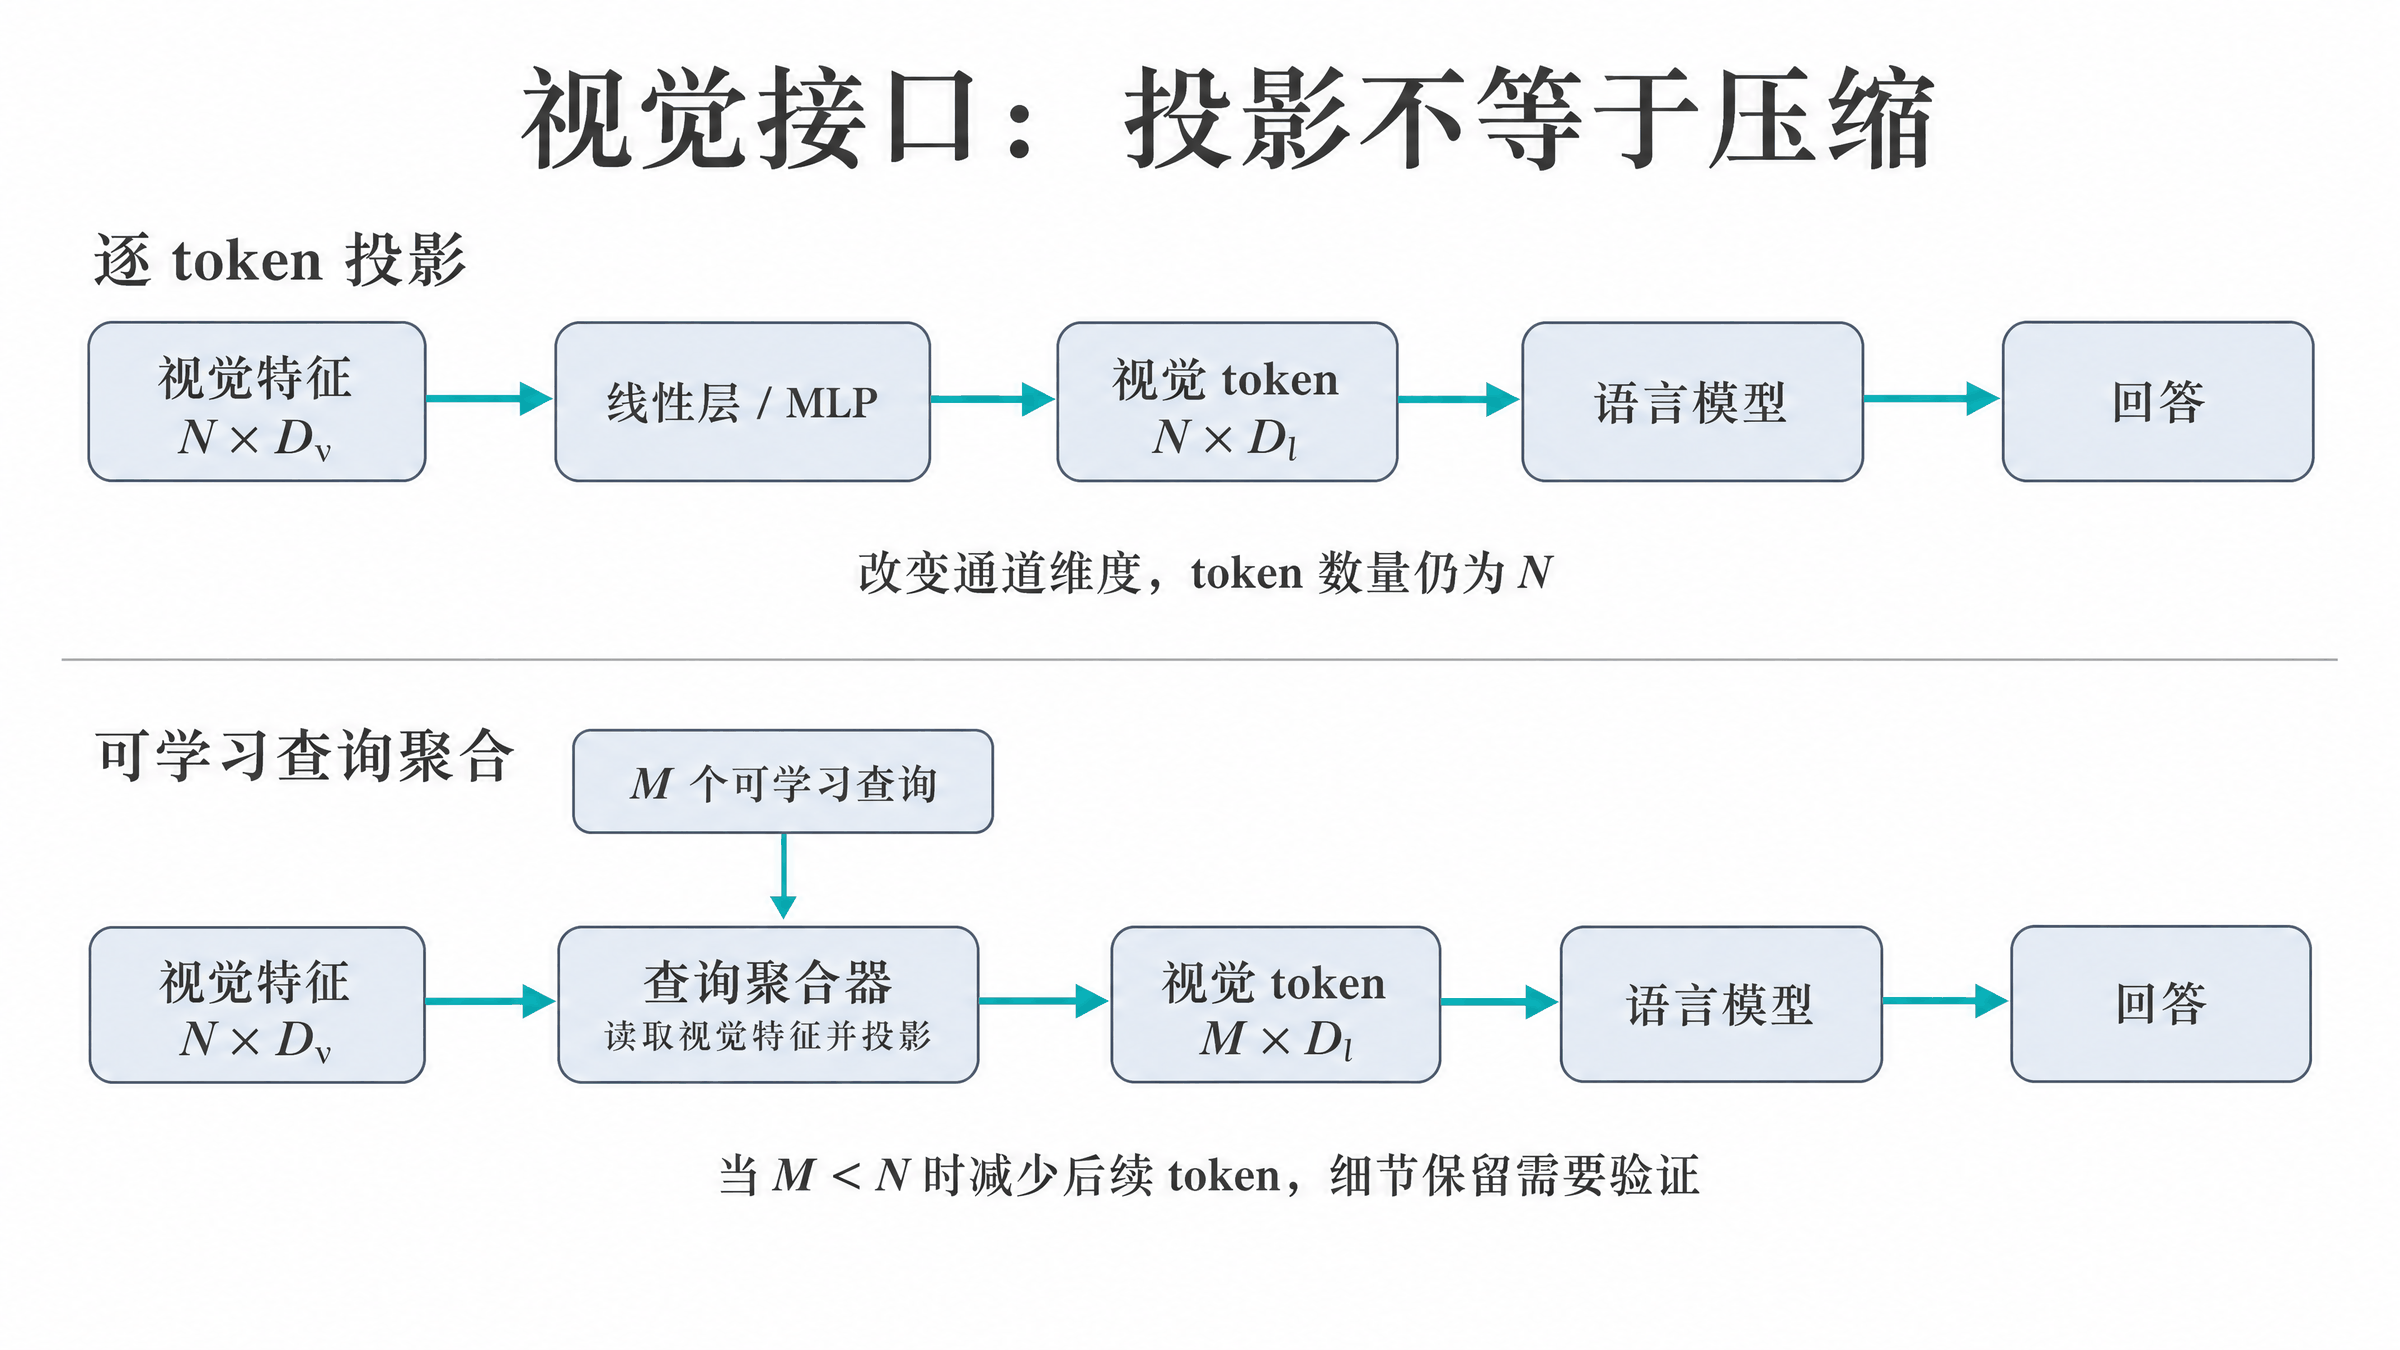 视觉接口：投影不等于压缩
逐 token 投影
视觉特征
N × Dᵥ
线性层 / MLP
视觉 token
N × Dₗ
语言模型
回答
改变通道维度，token 数量仍为 N
可学习查询聚合
M 个可学习查询
视觉特征
N × Dᵥ
查询聚合器
读取视觉特征并投影
视觉 token
M × Dₗ
语言模型
回答
当 M < N 时减少后续 token，细节保留需要验证